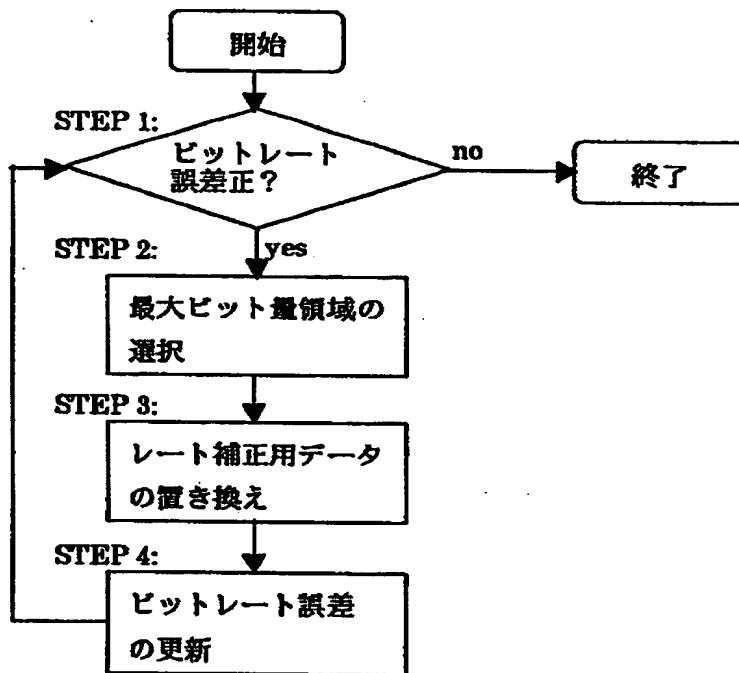 開始
STEP 1:
ビットレート
誤差正？
no
終了
STEP 2:
yes
最大ビット量領域の
選択
STEP 3:
レート補正用データ
の置き換え
STEP 4:
ビットレート誤差
の更新